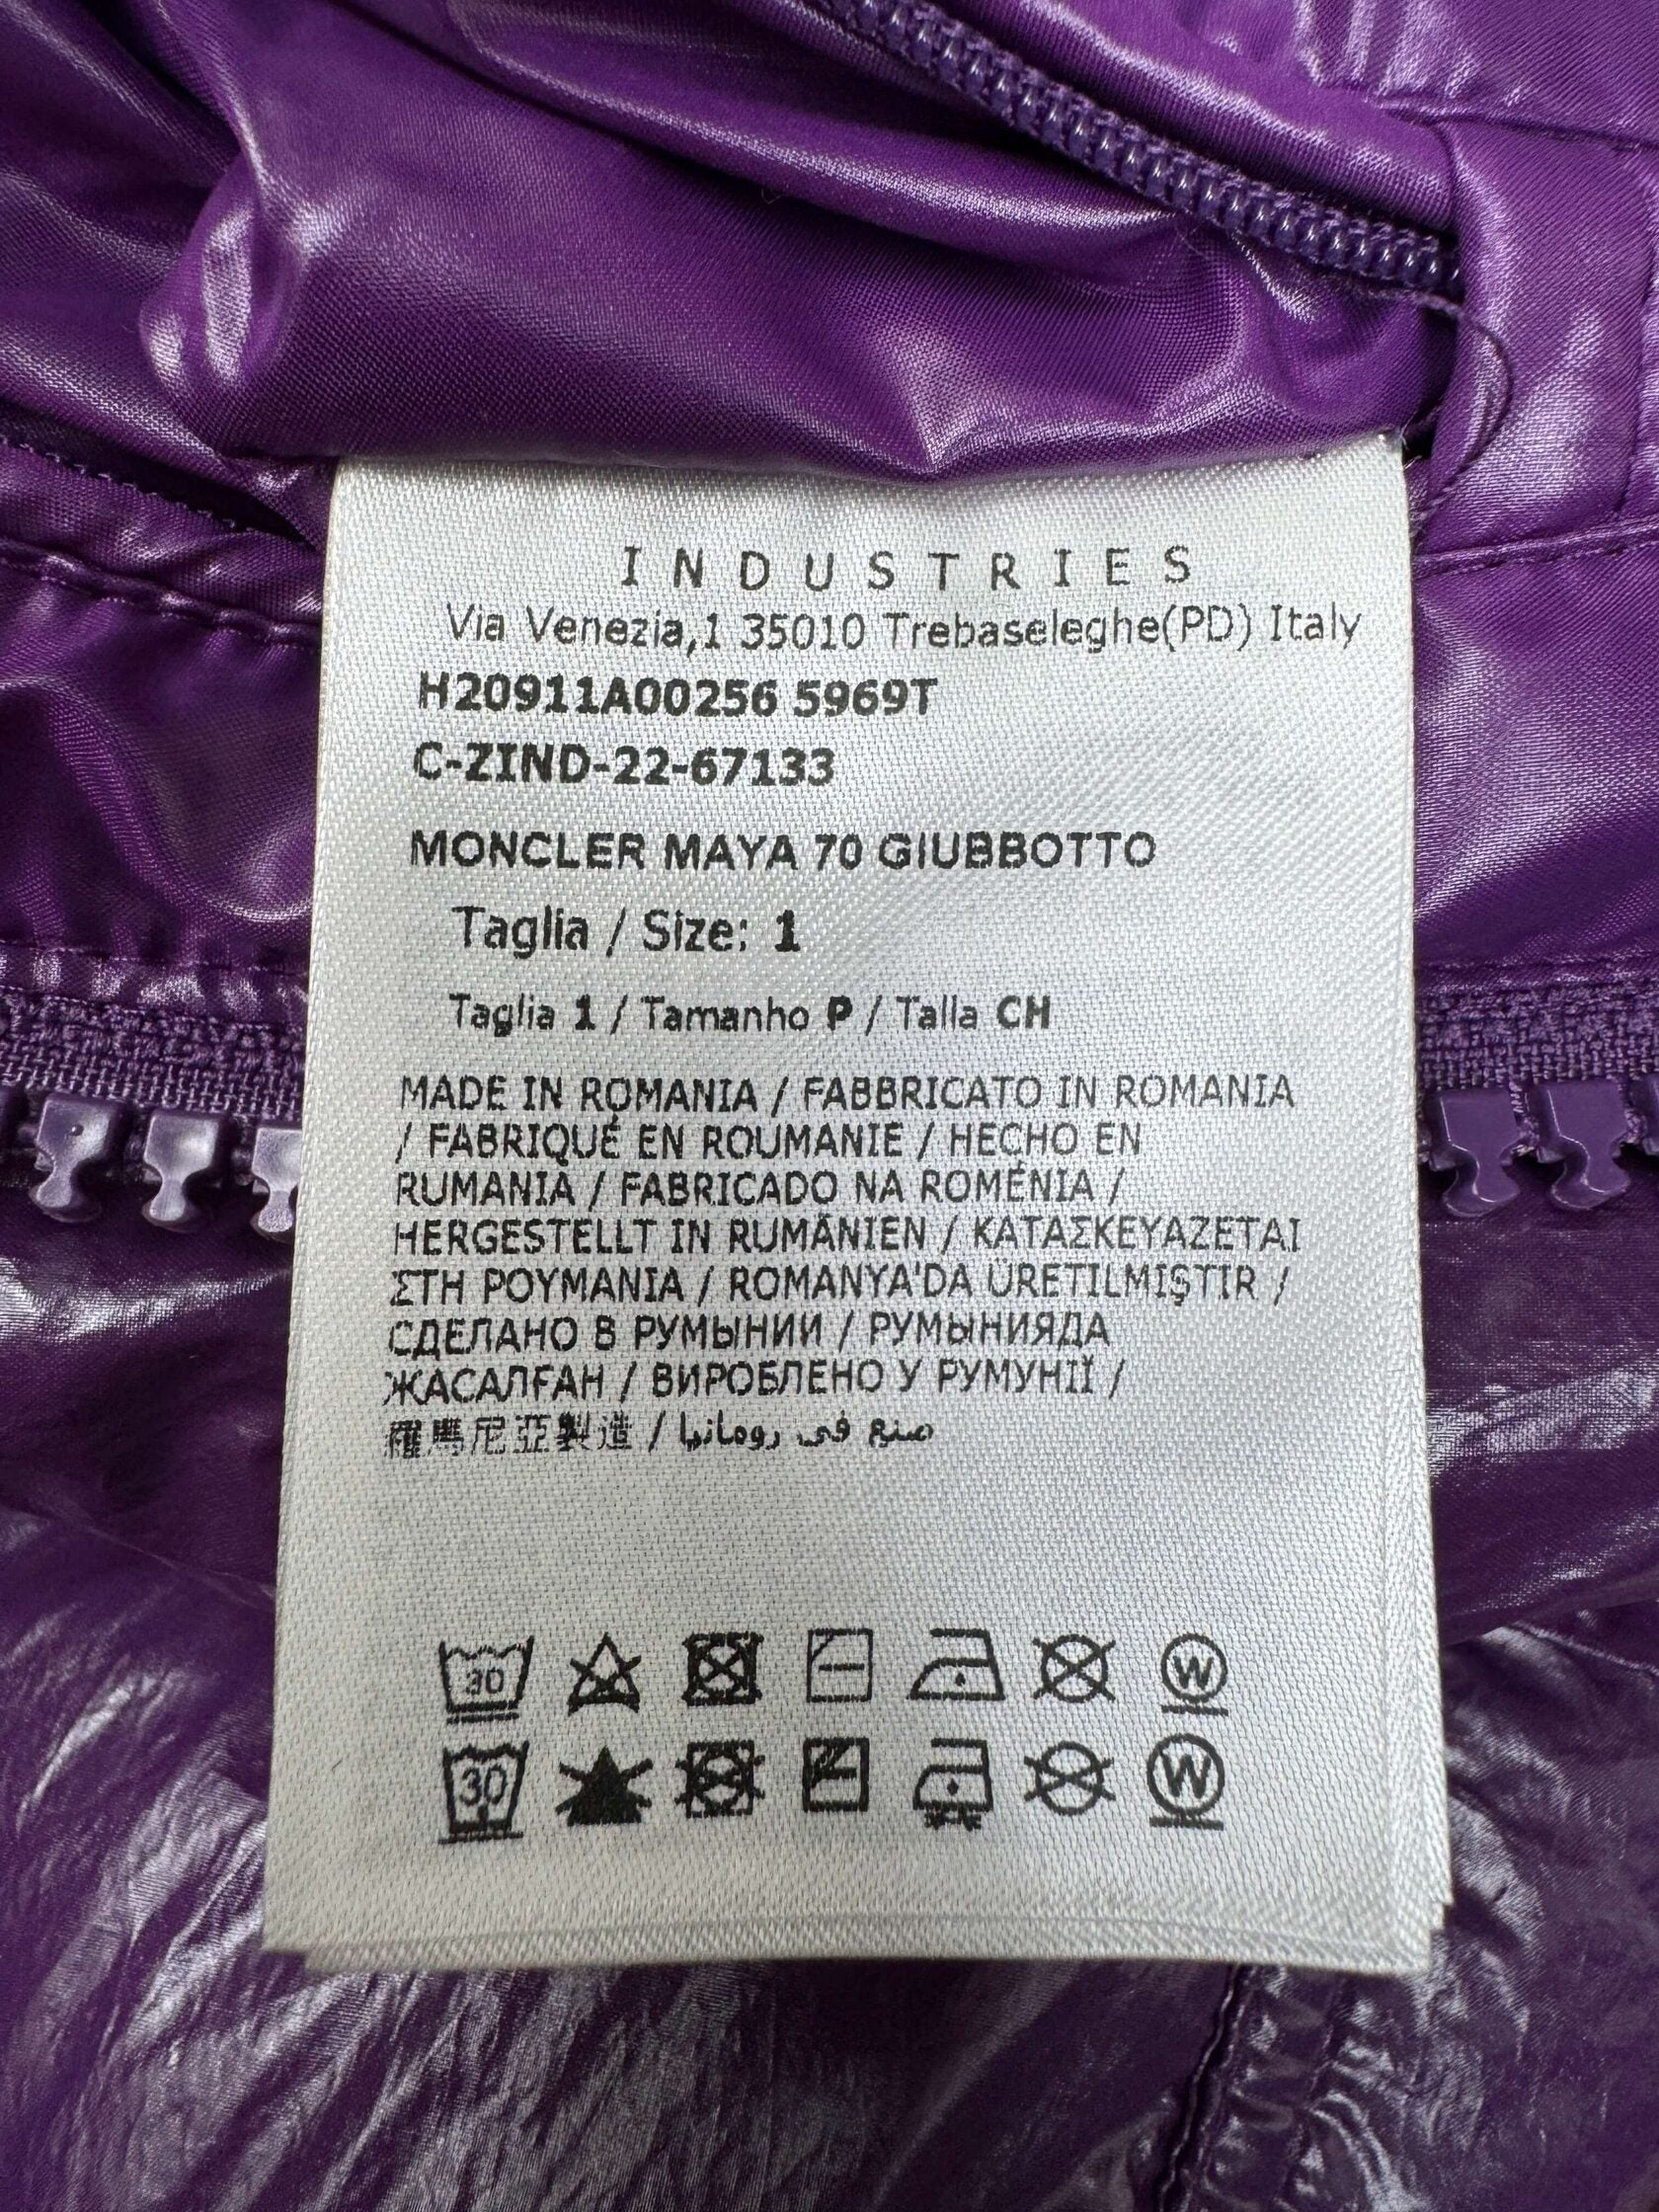 INDUSTRIES
Via Venezia,1 35010 Trebaseleghe(PD) Italy
H20911A00256 5969T
C-ZIND-22-67133
MONCLER MAYA 70 GIUBBOTTO
Taglia / Size: 1
Taglia 1 / Tamanho P / Talla CH
MADE IN ROMANIA / FABBRICATO IN ROMANIA
/ FABRIQUÉ EN ROUMANIE / HECHO EN
RUMANIA / FABRICADO NA ROMÉNIA /
HERGESTELLT IN RUMÄNIEN / ΚΑΤΑΣΚΕΥΑΖΕΤΑΙ
ΣΤΗ ΡΟΥΜΑΝΙΑ / ROMANYA'DA ÜRETILMIŞTIR /
СДЕЛАНО В РУМЫНИИ / РУМЫНИЯДА
ЖАСАЛҒАН / ВИРОБЛЕНО У РУМУНІЇ /
羅馬尼亞製造 / صنع في رومانيا
30 W
30 W